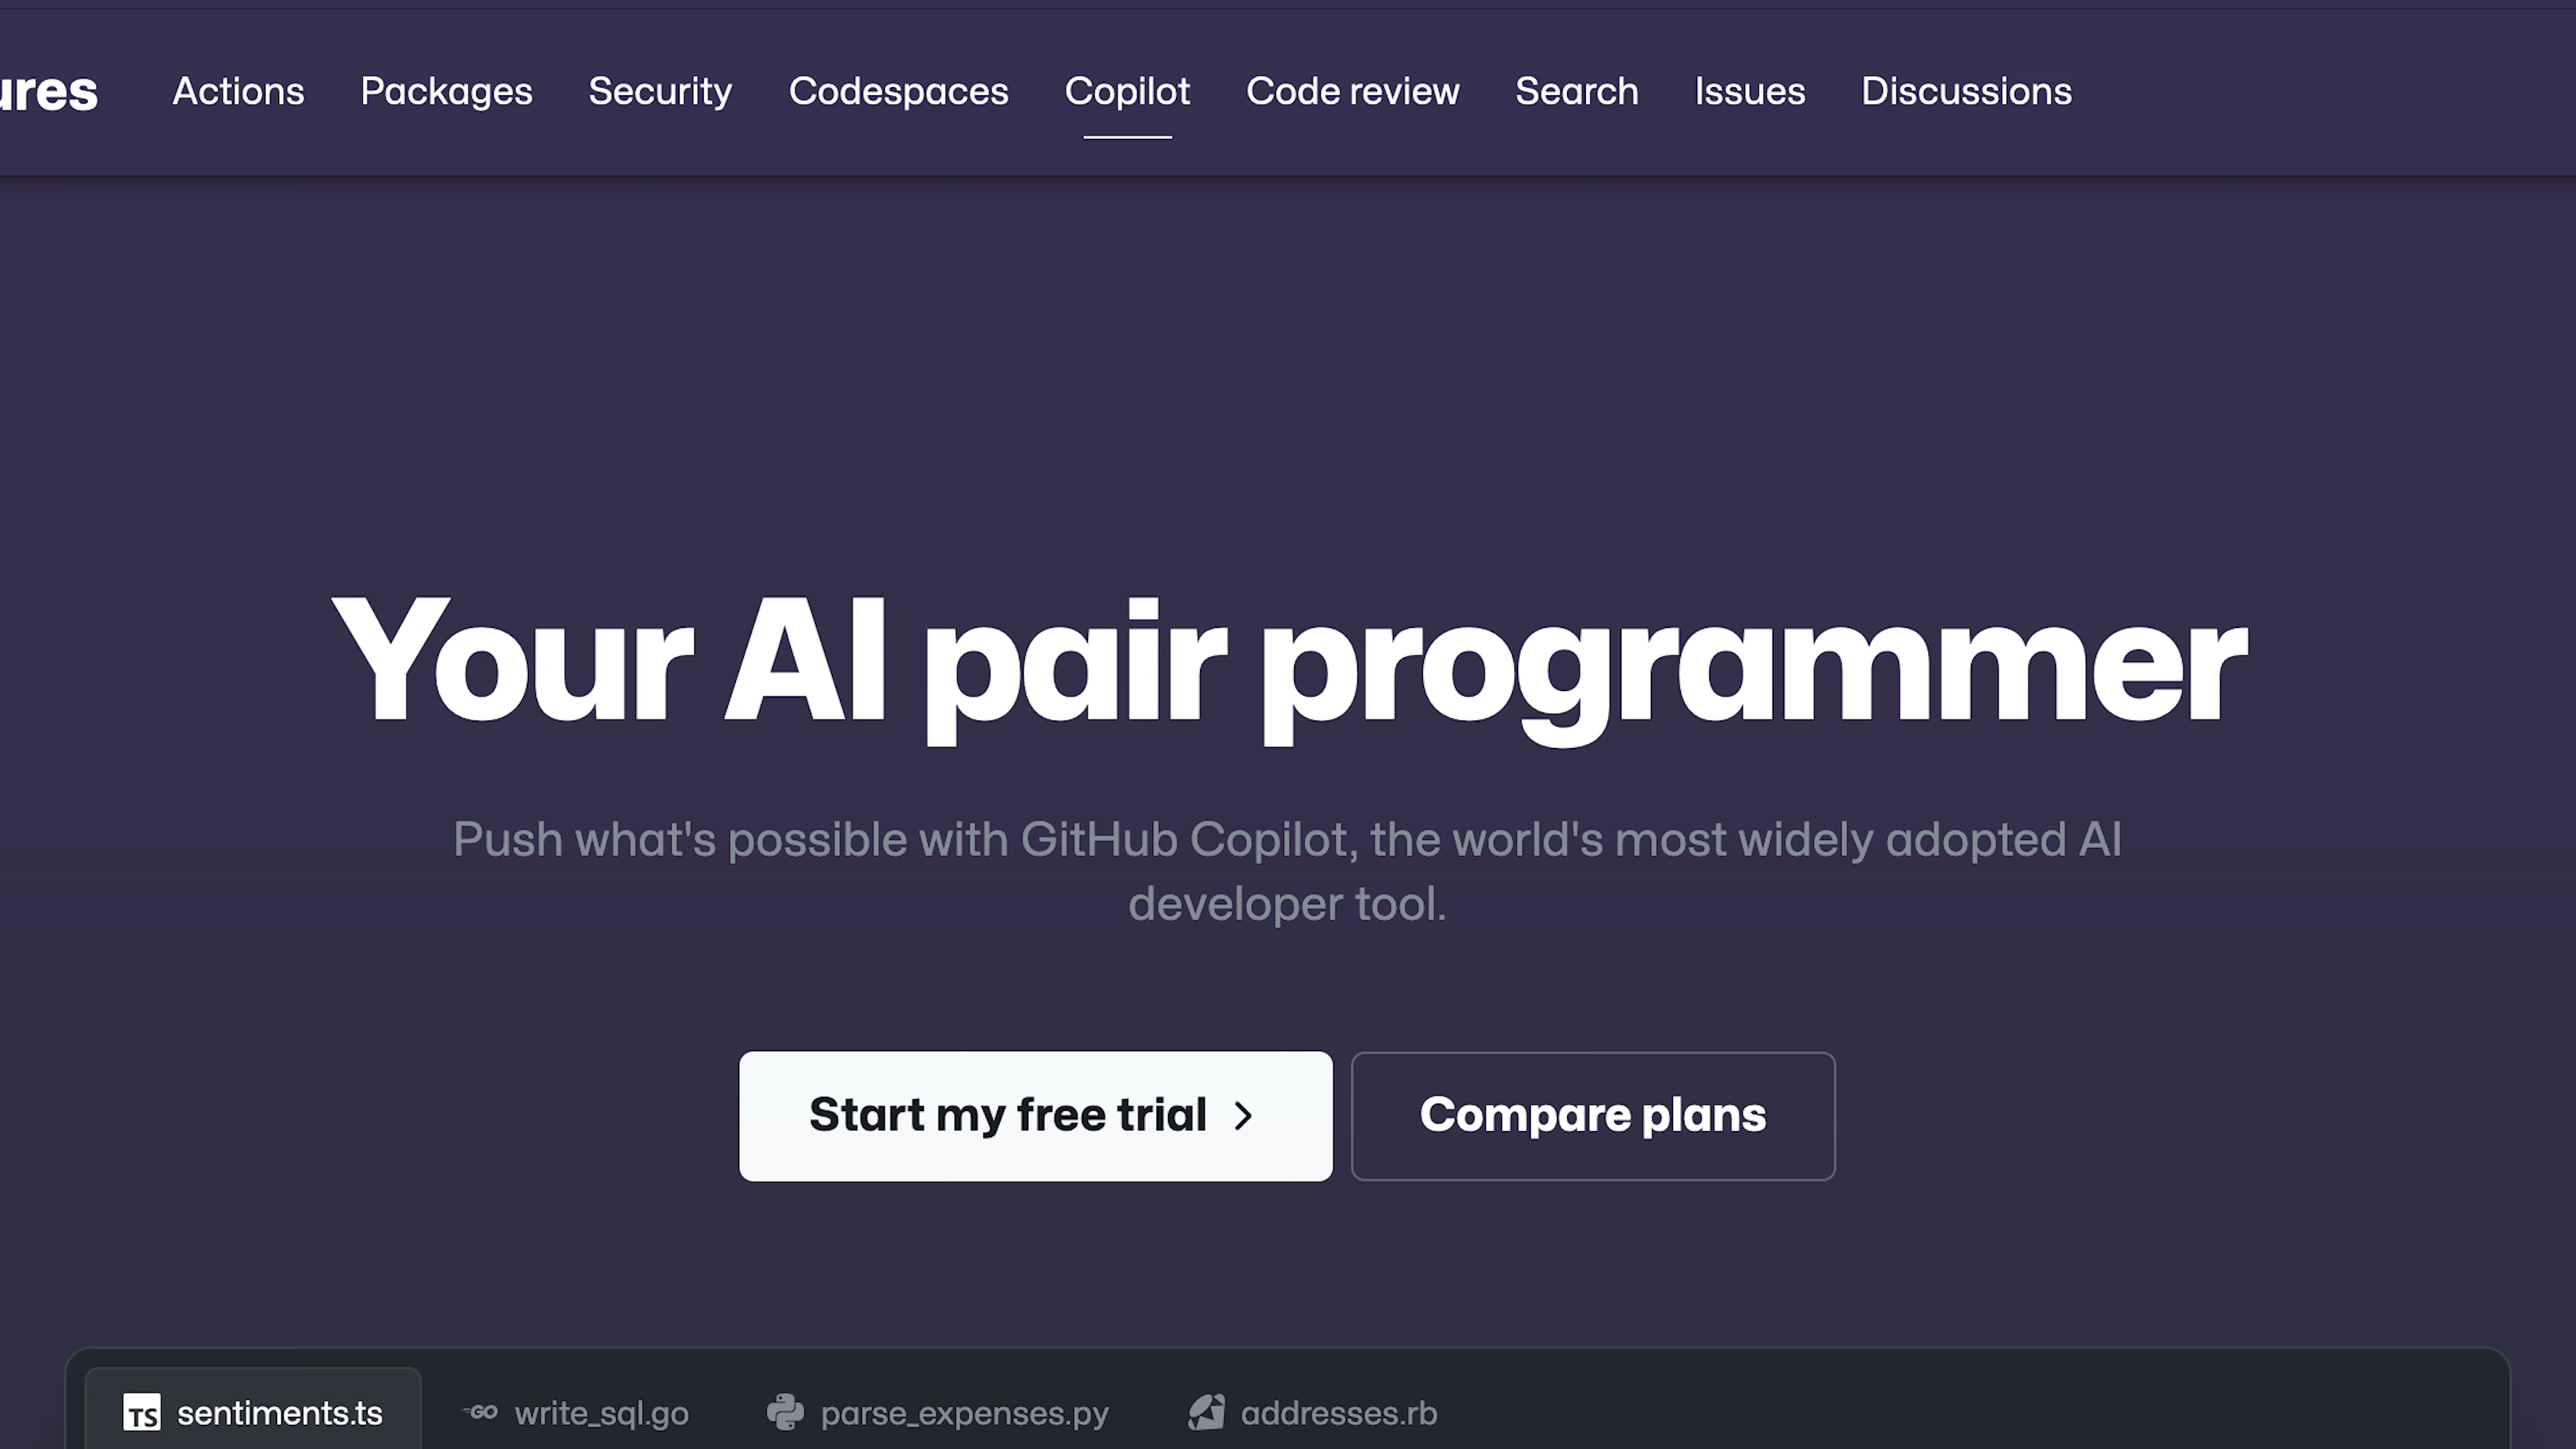 ures Actions Packages Security Codespaces Copilot Code review Search Issues Discussions
Your AI pair programmer
Push what's possible with GitHub Copilot, the world's most widely adopted AI
developer tool.
Start my free trial Compare plans
TS sentiments.ts GO write_sql.go parse_expenses.py addresses.rb